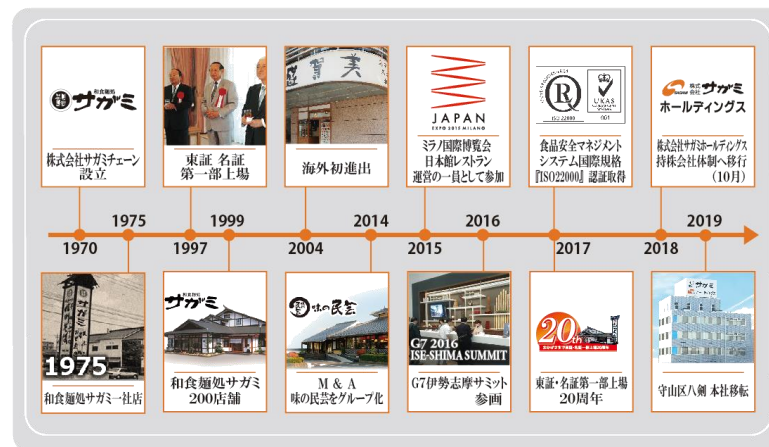 和食麺処
サガミ
株式会社サガミチェーン
設立
東証 名証
第一部上場
海外初進出
JAPAN
EXPO 2015 MILANO
ミラノ国際博覧会
日本館レストラン
運営の一員として参加
ISO 22000
UKAS
001
食品安全マネジメント
システム国際規格
『ISO22000』認証取得
株式
会社 サガミ
ホールディングス
株式会社サガミホールディングス
持株会社体制へ移行
(10月)
1975
1999
2014
2016
2019
1970
1997
2004
2015
2017
2018
サガミ
1975
和食麺処サガミ一社店
和食麺処
サガミ
和食麺処サガミ
200店舗
味の民芸
M & A
味の民芸をグループ化
G7 2016
ISE-SHIMA SUMMIT
G7伊勢志摩サミット
参画
20th
東証・名証第一部上場
20周年
サガミ
守山区八剣 本社移転